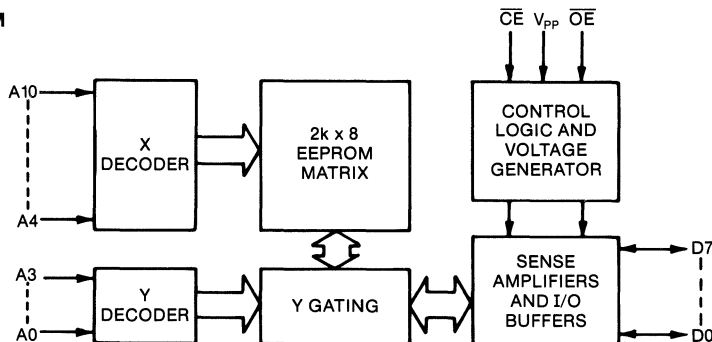 M
CE VPP OE
A10
A4
X
DECODER
2k x 8
EEPROM
MATRIX
CONTROL
LOGIC AND
VOLTAGE
GENERATOR
A3
A0
Y
DECODER
Y GATING
SENSE
AMPLIFIERS
AND I/O
BUFFERS
D7
D0